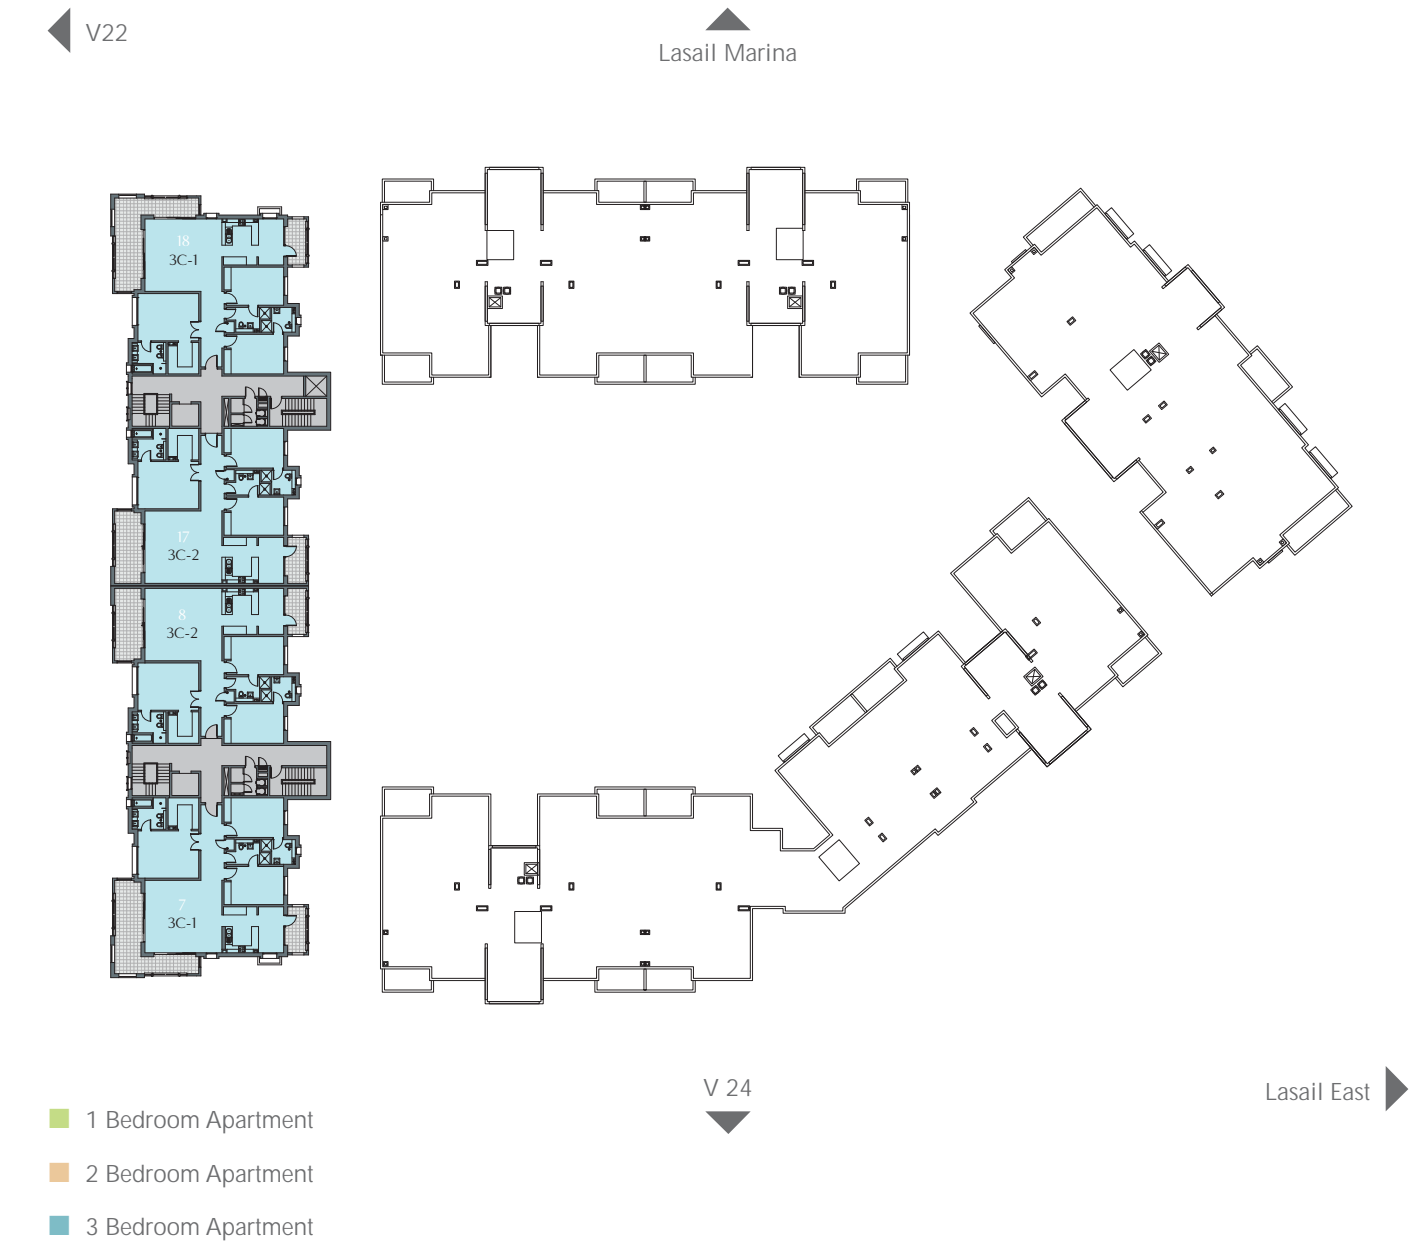 V22
Lasail Marina
18
3C-1
17
3C-2
8
3C-2
7
3C-1
V 24
Lasail East
1 Bedroom Apartment
2 Bedroom Apartment
3 Bedroom Apartment